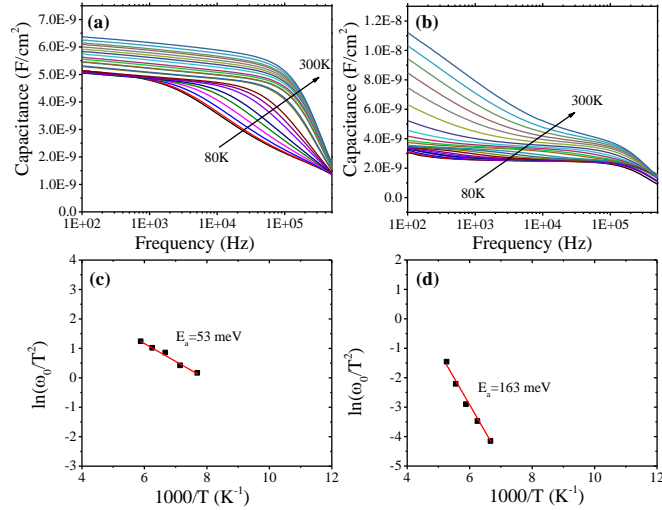 (a)
7.0E-9
6.0E-9
5.0E-9
4.0E-9
3.0E-9
2.0E-9
1.0E-9
0.0
Capacitance (F/cm²)
300K
80K
1E+02 1E+03 1E+04 1E+05
Frequency (Hz)
(b)
1.2E-8
1.0E-8
8.0E-9
6.0E-9
4.0E-9
2.0E-9
0.0
Capacitance (F/cm²)
300K
80K
1E+02 1E+03 1E+04 1E+05
Frequency (Hz)
(c)
4
3
2
1
0
-1
-2
-3
ln(ω₀/T²)
Eₐ=53 meV
4 6 8 10 12
1000/T (K⁻¹)
(d)
2
1
0
-1
-2
-3
-4
-5
ln(ω₀/T²)
Eₐ=163 meV
4 6 8 10 12
1000/T (K⁻¹)